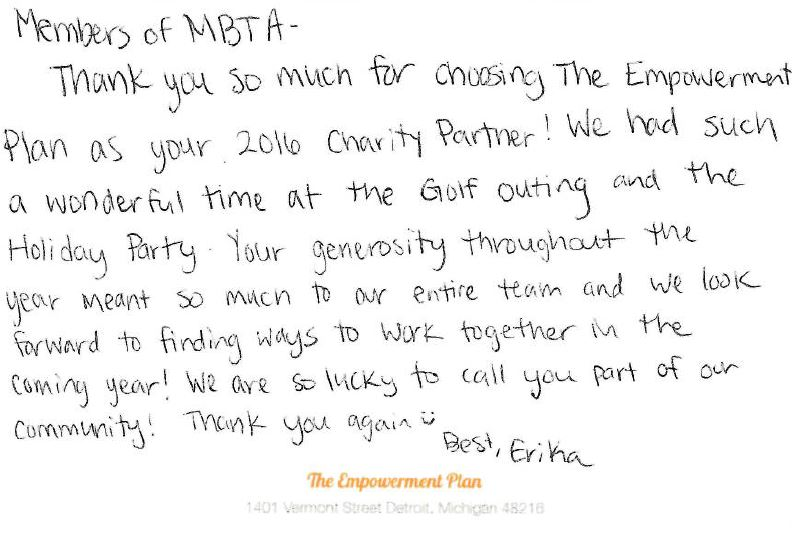 Members of MBTA-
Thank you so much for choosing The Empowerment
Plan as your 2016 Charity Partner! We had such
a wonderful time at the Golf outing and the
Holiday Party. Your generosity throughout the
year meant so much to our entire team and we look
forward to finding ways to work together in the
coming year! We are so lucky to call you part of our
community! Thank you again :)
Best, Erika
The Empowerment Plan
1401 Vermont Street Detroit, Michigan 48216